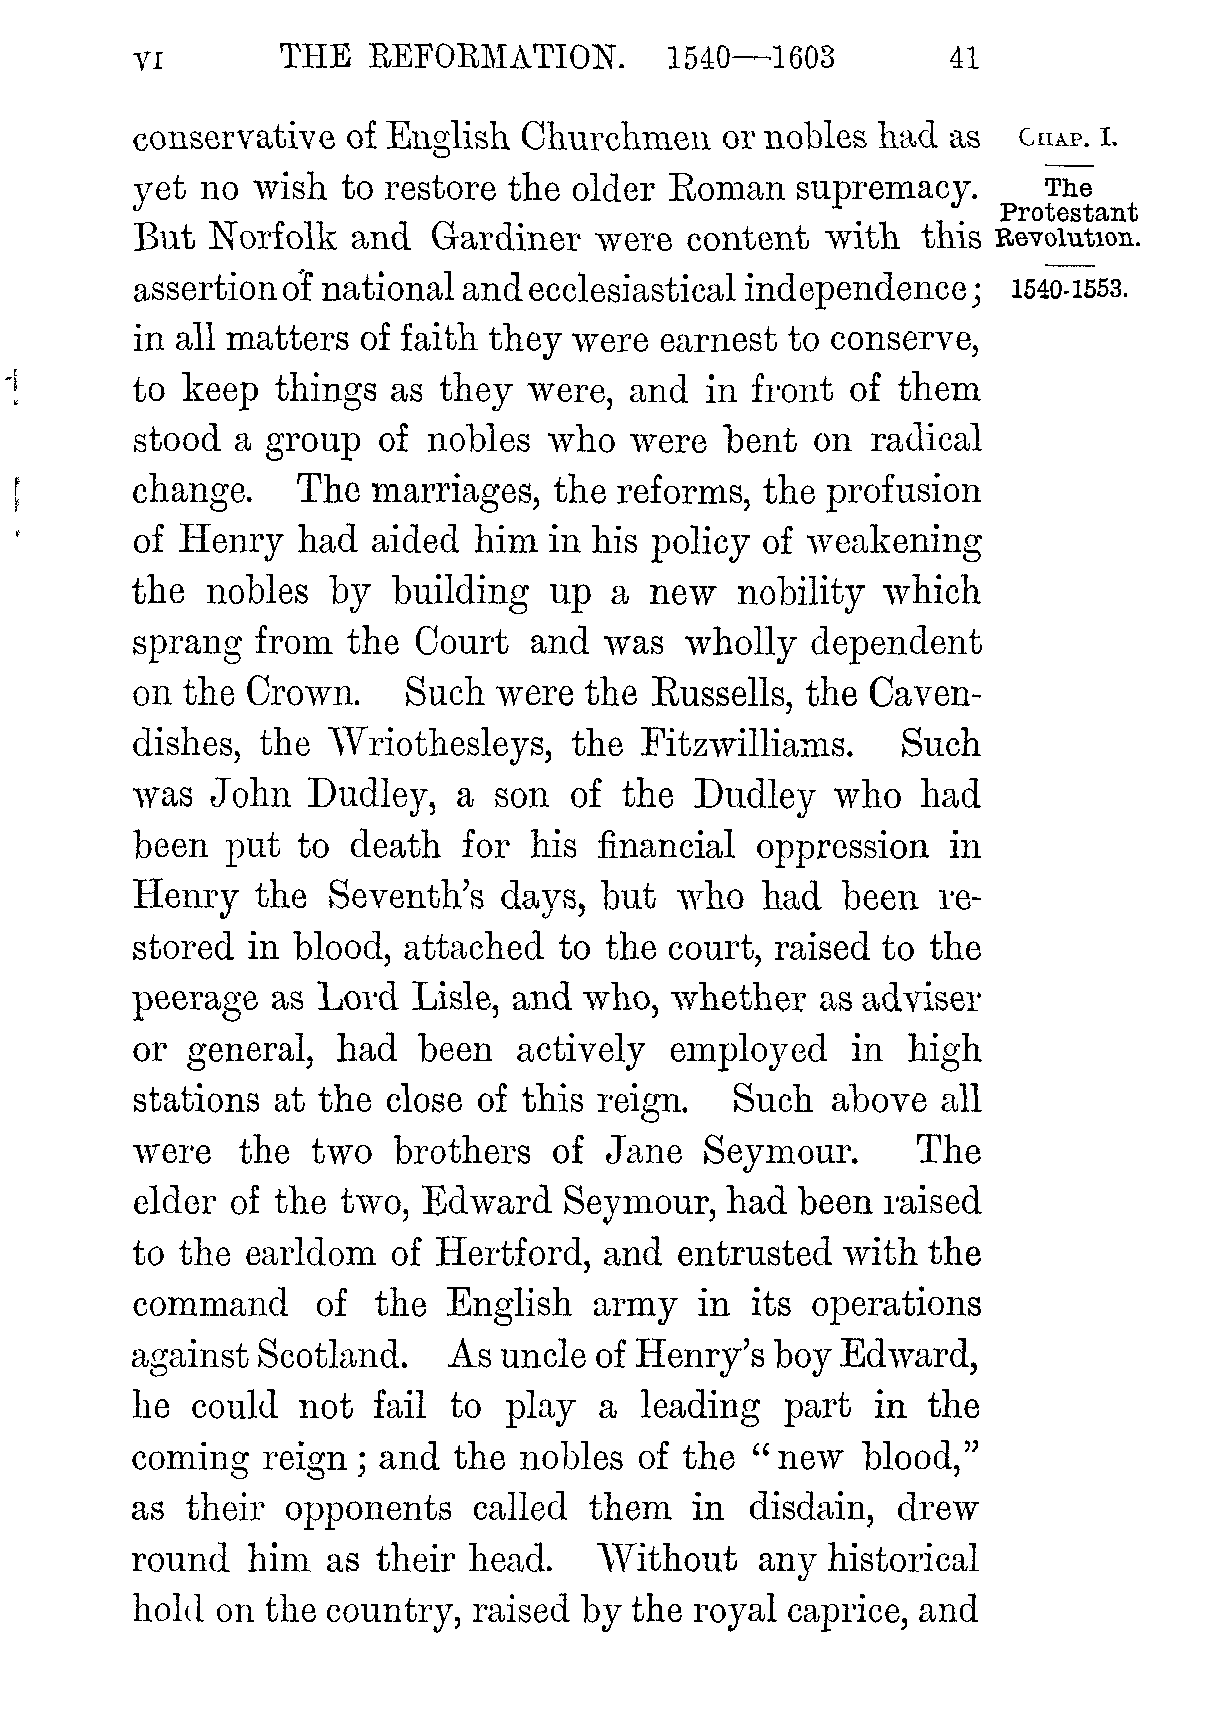 VI THE REFORMATION. 1540—1603 41
conservative of English Churchmen or nobles had as
yet no wish to restore the older Roman supremacy.
But Norfolk and Gardiner were content with this
assertion of national and ecclesiastical independence;
in all matters of faith they were earnest to conserve,
to keep things as they were, and in front of them
stood a group of nobles who were bent on radical
change. The marriages, the reforms, the profusion
of Henry had aided him in his policy of weakening
the nobles by building up a new nobility which
sprang from the Court and was wholly dependent
on the Crown. Such were the Russells, the Caven-
dishes, the Wriothesleys, the Fitzwilliams. Such
was John Dudley, a son of the Dudley who had
been put to death for his financial oppression in
Henry the Seventh's days, but who had been re-
stored in blood, attached to the court, raised to the
peerage as Lord Lisle, and who, whether as adviser
or general, had been actively employed in high
stations at the close of this reign. Such above all
were the two brothers of Jane Seymour. The
elder of the two, Edward Seymour, had been raised
to the earldom of Hertford, and entrusted with the
command of the English army in its operations
against Scotland. As uncle of Henry's boy Edward,
he could not fail to play a leading part in the
coming reign ; and the nobles of the "new blood,"
as their opponents called them in disdain, drew
round him as their head. Without any historical
hold on the country, raised by the royal caprice, and
CHAP. I.
The
Protestant
Revolution.
1540-1553.